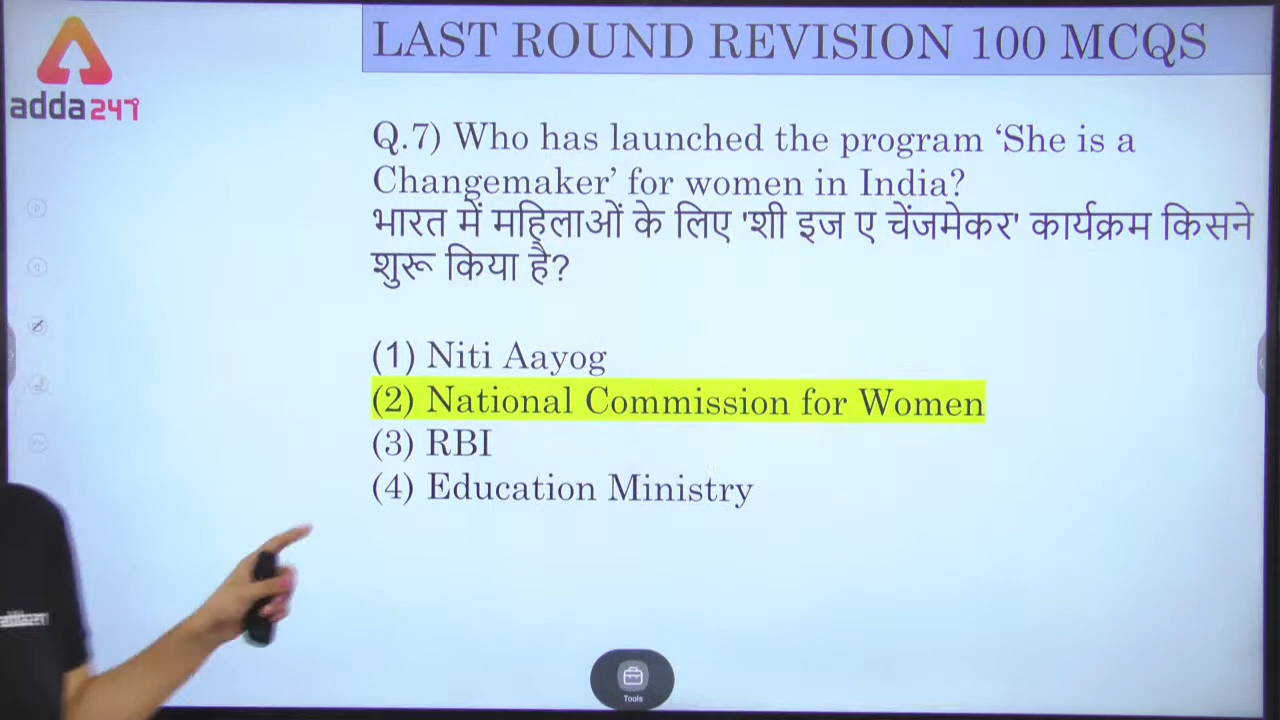 LAST ROUND REVISION 100 MCQS
adda247
Q.7) Who has launched the program ‘She is a
Changemaker’ for women in India?
भारत में महिलाओं के लिए 'शी इज ए चेंजमेकर' कार्यक्रम किसने
शुरू किया है?
(1) Niti Aayog
(2) National Commission for Women
(3) RBI
(4) Education Ministry
Tools